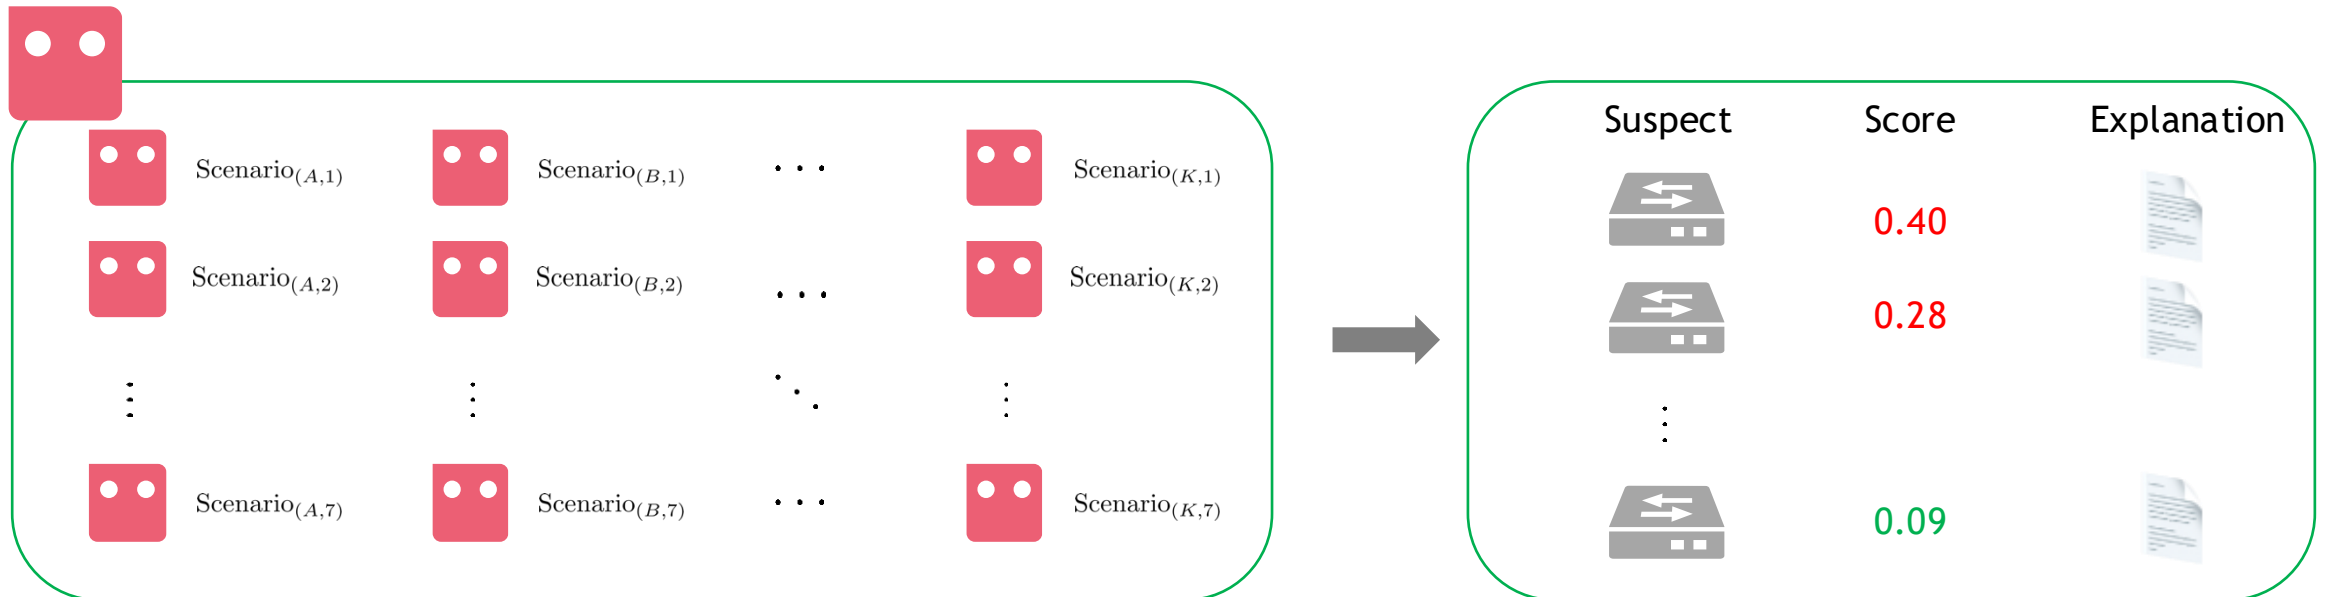 Suspect Score Explanation
Scenario(A,1) Scenario(B,1) ... Scenario(K,1)
0.40
Scenario(A,2) Scenario(B,2) ... Scenario(K,2)
0.28
Scenario(A,7) Scenario(B,7) ... Scenario(K,7)
0.09